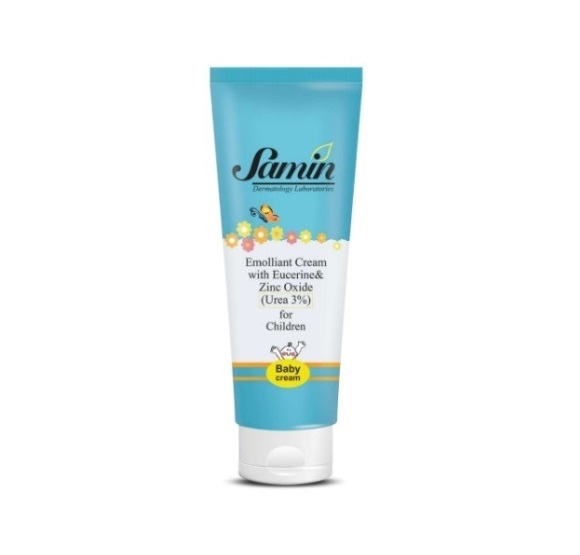 Samin
Dermatology Laboratories
Emolliant Cream
with Eucerine&
Zinc Oxide
(Urea 3%)
for
Children
Baby
cream